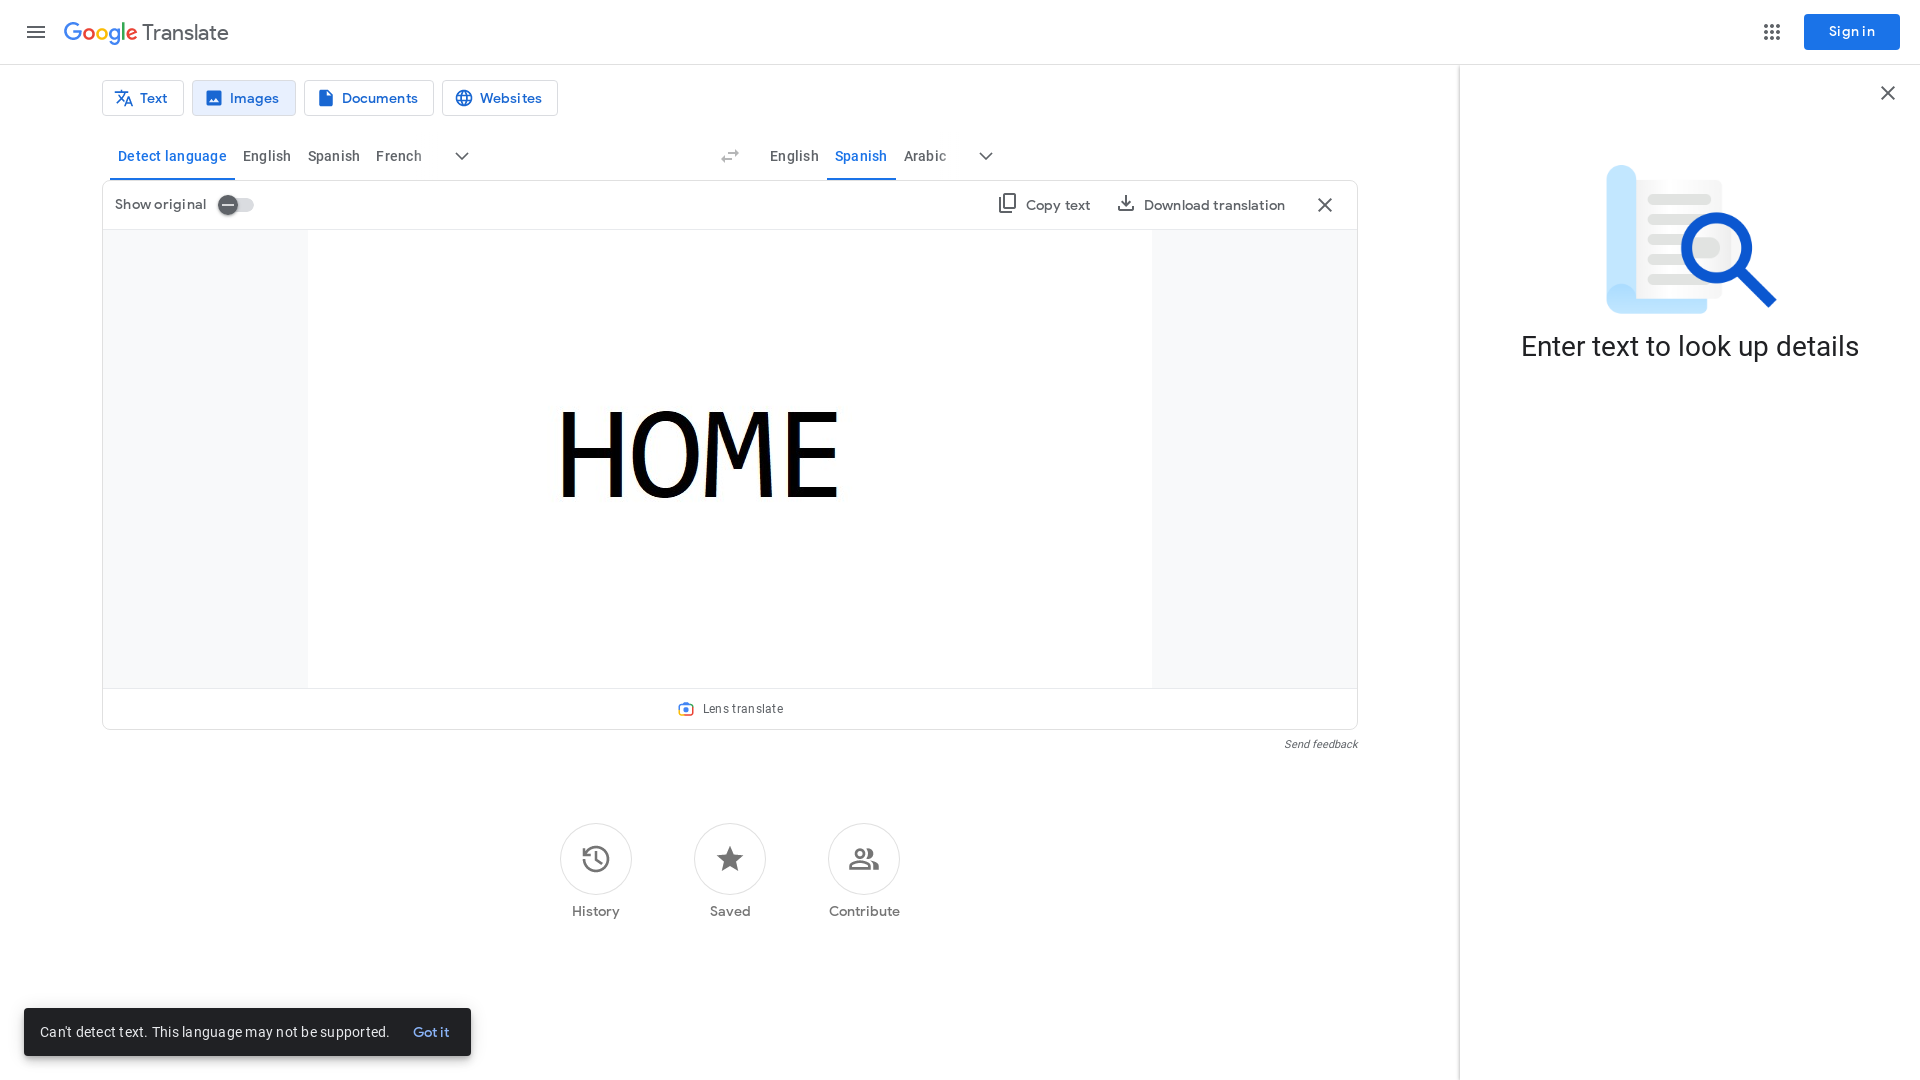 Google Translate
Sign in
Text
Images
Documents
Websites
Detect language
English
Spanish
French
English
Spanish
Arabic
Show original
Copy text
Download translation
HOME
Lens translate
Send feedback
History
Saved
Contribute
Enter text to look up details
Can't detect text. This language may not be supported.
Got it